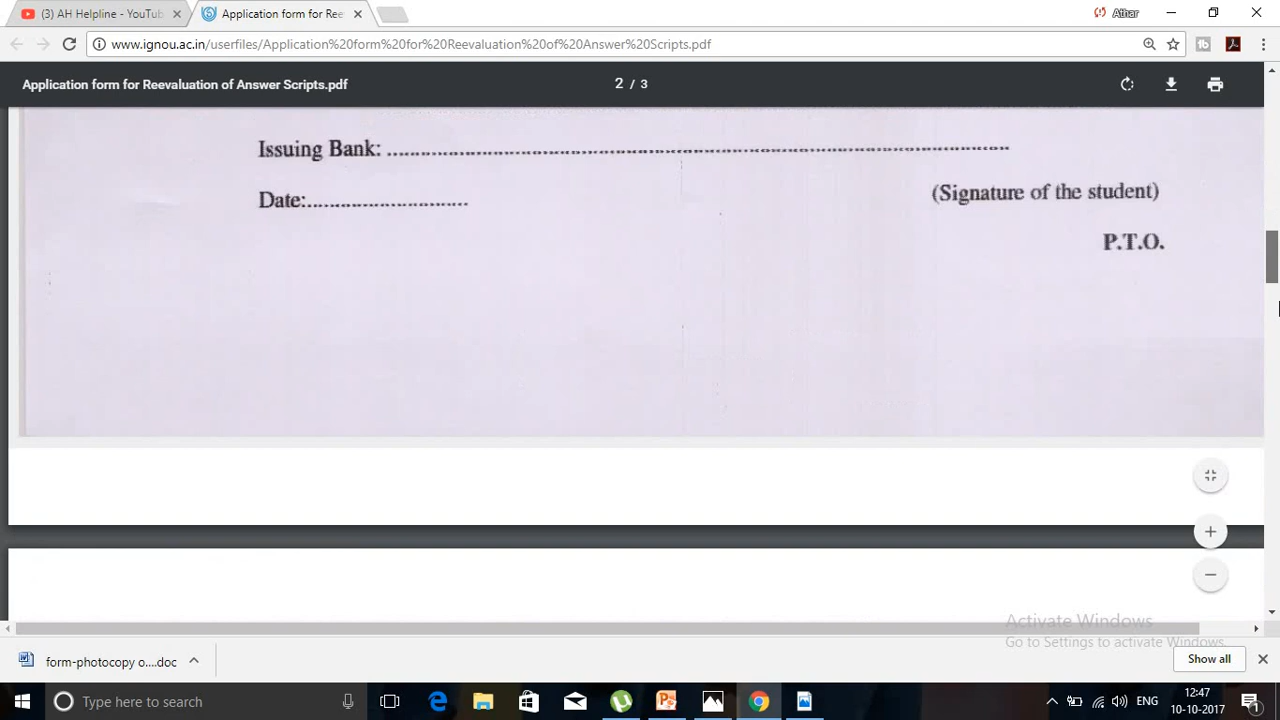 (3) AH Helpline - YouTub
Application form for Ree
Athar
www.ignou.ac.in/userfiles/Application%20form%20for%20Reevaluation%20of%20Answer%20Scripts.pdf
Application form for Reevaluation of Answer Scripts.pdf
2 / 3
Issuing Bank: ....................................................................................................
Date:............................
(Signature of the student)
P.T.O.
Activate Windows
Go to Settings to activate Windows.
form-photocopy o....doc
Show all
Type here to search
ENG
12:47
10-10-2017